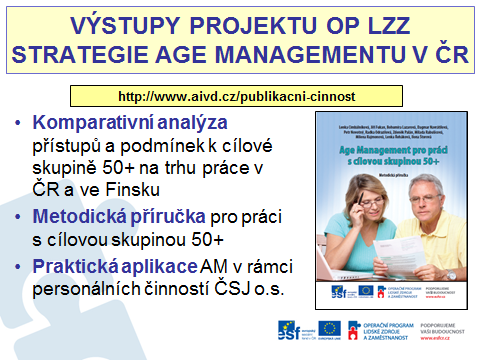 VÝSTUPY PROJEKTU OP LZZ
STRATEGIE AGE MANAGEMENTU V ČR
http://www.aivd.cz/publikacni-cinnost
• Komparativní analýza
přístupů a podmínek k cílové
skupině 50+ na trhu práce v
ČR a ve Finsku
• Metodická příručka pro práci
s cílovou skupinou 50+
• Praktická aplikace AM v rámci
personálních činností ČSJ o.s.
Age Management pro práci
s cílovou skupinou 50+
Metodická příručka
esf
OPERAČNÍ PROGRAM
LIDSKÉ ZDROJE
A ZAMĚSTNANOST
PODPORUJEME
VAŠI BUDOUCNOST
www.esfcr.cz